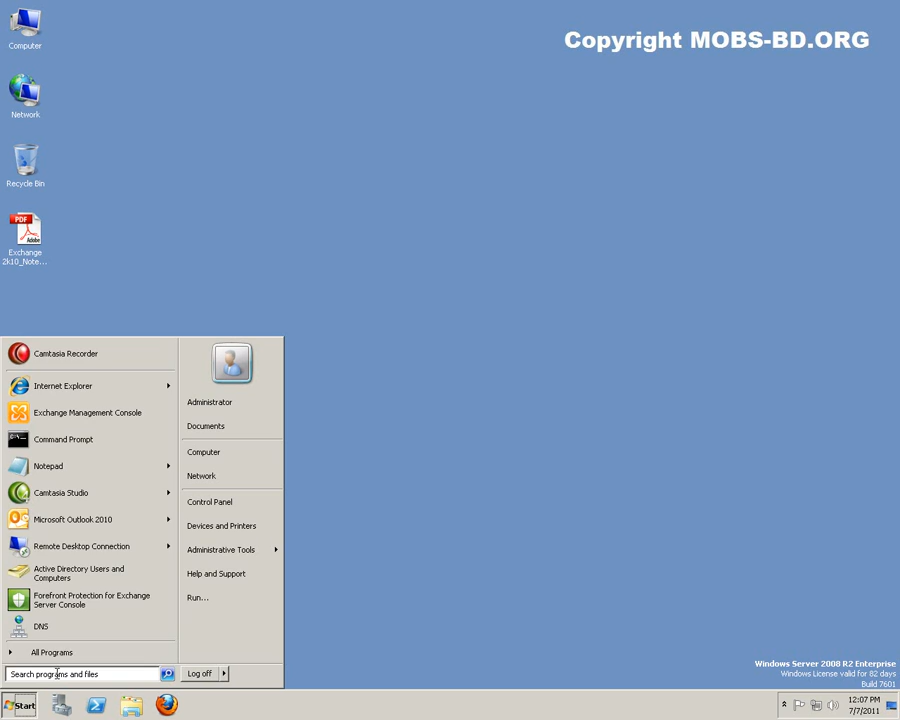 Computer
Copyright MOBS-BD.ORG
Network
Recycle Bin
PDF
Adobe
Exchange
2k10_Note...
Camtasia Recorder
Internet Explorer
Exchange Management Console
Command Prompt
Notepad
Camtasia Studio
Microsoft Outlook 2010
Remote Desktop Connection
Active Directory Users and
Computers
Forefront Protection for Exchange
Server Console
DNS
All Programs
Search programs and files
Administrator
Documents
Computer
Network
Control Panel
Devices and Printers
Administrative Tools
Help and Support
Run...
Log off
Windows Server 2008 R2 Enterprise
Windows License valid for 82 days
Build 7601
Start
12:07 PM
7/7/2011